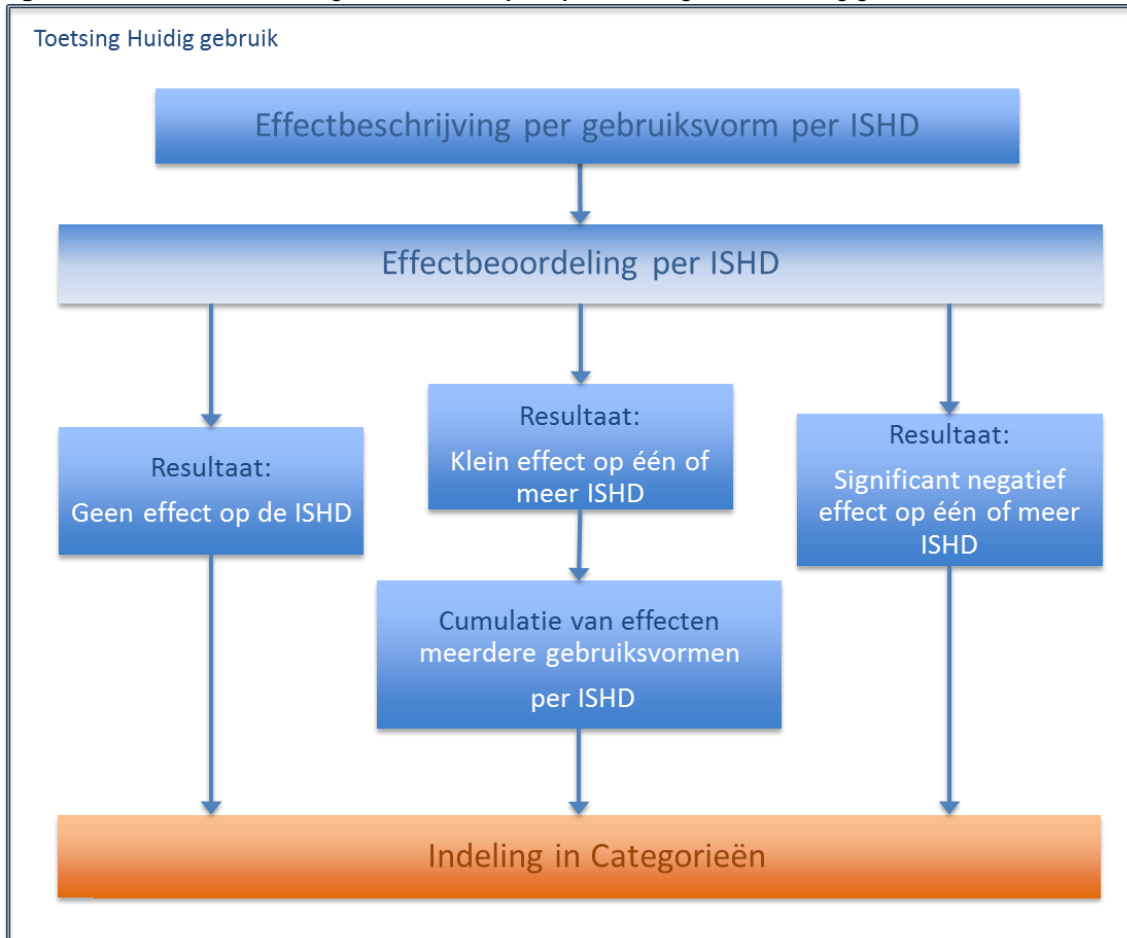 Toetsing Huidig gebruik
Effectbeschrijving per gebruiksvorm per ISHD
Effectbeoordeling per ISHD
Resultaat:
Geen effect op de ISHD
Resultaat:
Klein effect op één of
meer ISHD
Resultaat:
Significant negatief
effect op één of meer
ISHD
Cumulatie van effecten
meerdere gebruiksvormen
per ISHD
Indeling in Categorieën